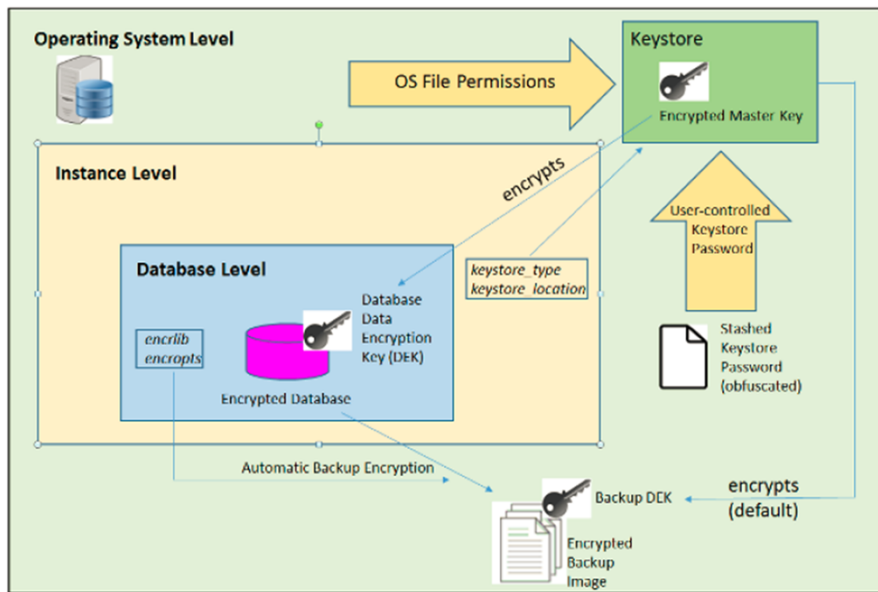 Operating System Level
OS File Permissions
Keystore
Encrypted Master Key
Instance Level
encrypts
User-controlled
Keystore
Password
Database Level
keystore_type
keystore_location
Database
Data
Encryption
Key (DEK)
encrlib
encropts
Encrypted Database
Stashed
Keystore
Password
(obfuscated)
Automatic Backup Encryption
Backup DEK
encrypts
(default)
Encrypted
Backup
Image